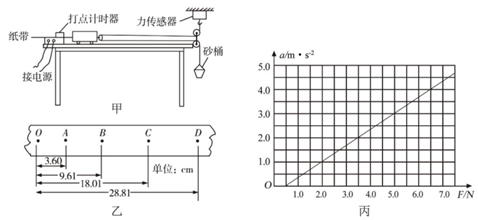 打点计时器
力传感器
纸带
接电源
砂桶
甲
O A B C D
3.60
9.61
单位：cm
18.01
28.81
乙
a/m·s⁻²
5.0
4.0
3.0
2.0
1.0
O 1.0 2.0 3.0 4.0 5.0 6.0 7.0 F/N
丙